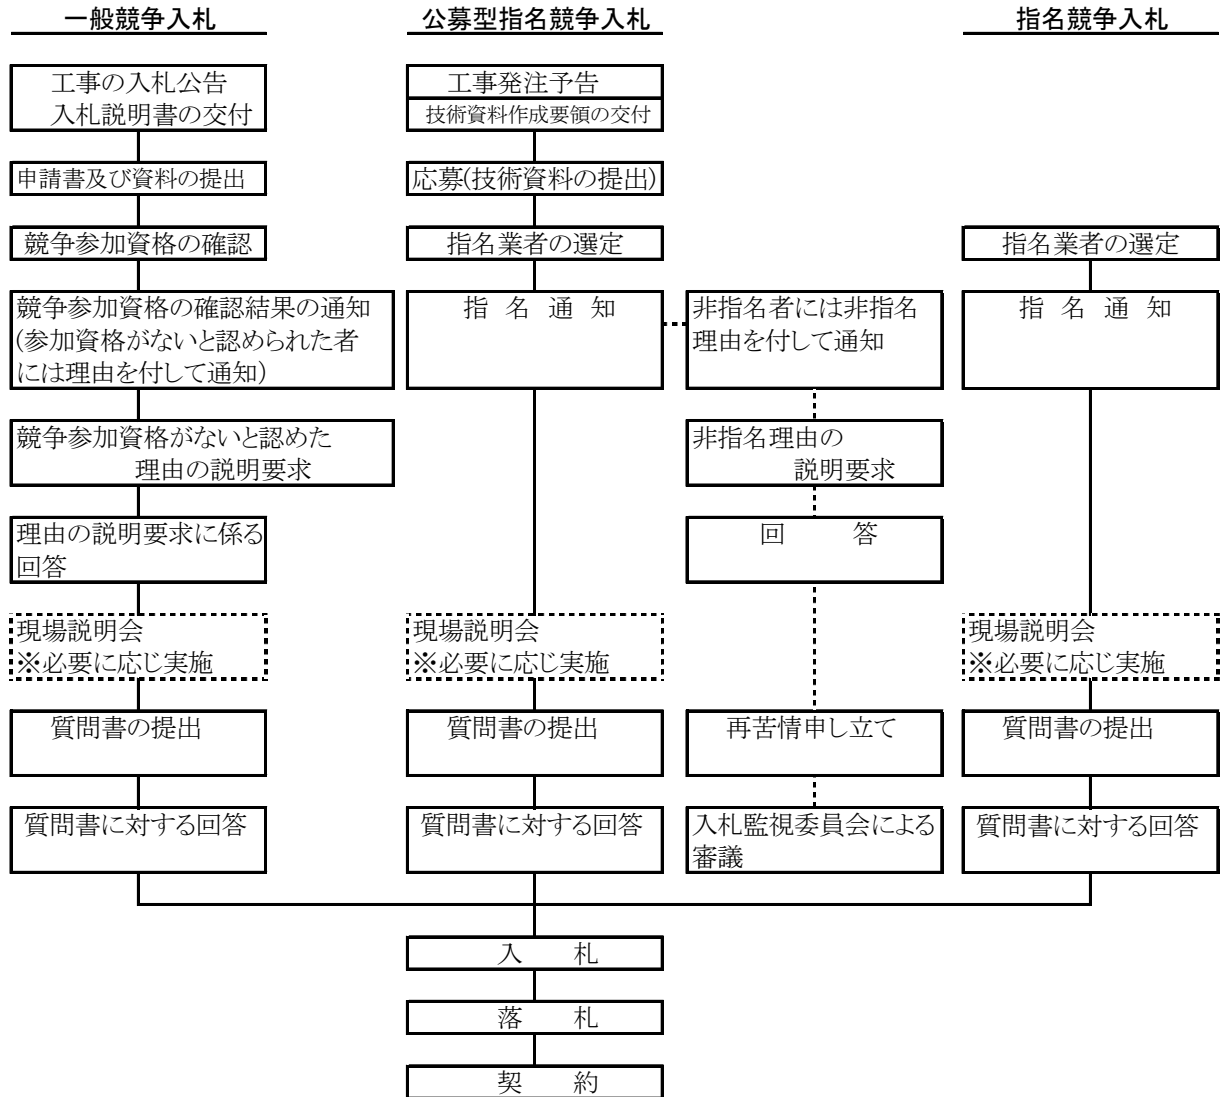 一般競争入札
工事の入札公告
入札説明書の交付
申請書及び資料の提出
競争参加資格の確認
競争参加資格の確認結果の通知
(参加資格がないと認められた者
には理由を付して通知)
競争参加資格がないと認めた
理由の説明要求
理由の説明要求に係る
回答
現場説明会
※必要に応じ実施
質問書の提出
質問書に対する回答
公募型指名競争入札
工事発注予告
技術資料作成要領の交付
応募(技術資料の提出)
指名業者の選定
指 名 通 知
現場説明会
※必要に応じ実施
質問書の提出
質問書に対する回答
非指名者には非指名
理由を付して通知
非指名理由の
説明要求
回 答
再苦情申し立て
入札監視委員会による
審議
指名競争入札
指名業者の選定
指 名 通 知
現場説明会
※必要に応じ実施
質問書の提出
質問書に対する回答
入 札
落 札
契 約